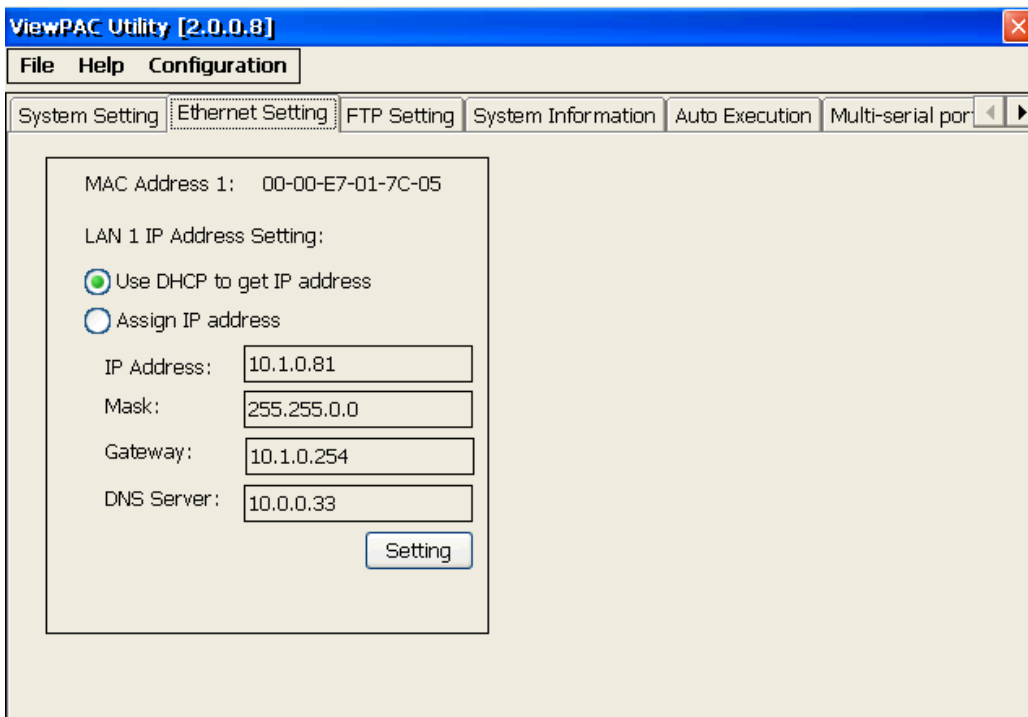 ViewPAC Utility [2.0.0.8]
File Help Configuration
System Setting Ethernet Setting FTP Setting System Information Auto Execution Multi-serial por
MAC Address 1: 00-00-E7-01-7C-05
LAN 1 IP Address Setting:
Use DHCP to get IP address
Assign IP address
IP Address: 10.1.0.81
Mask: 255.255.0.0
Gateway: 10.1.0.254
DNS Server: 10.0.0.33
Setting